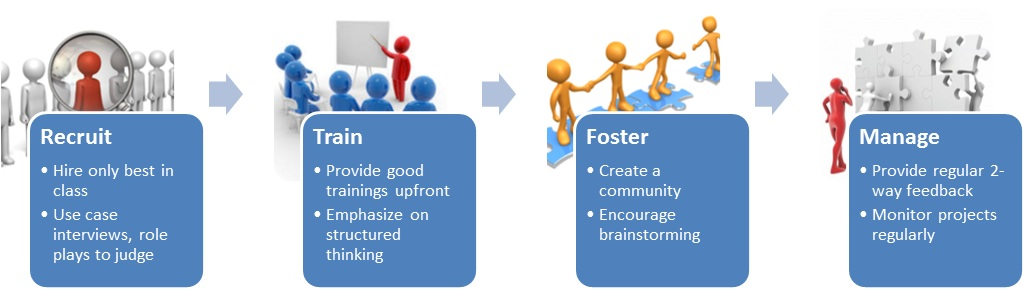 Recruit
• Hire only best in
class
• Use case
interviews, role
plays to judge
Train
• Provide good
trainings upfront
• Emphasize on
structured
thinking
Foster
• Create a
community
• Encourage
brainstorming
Manage
• Provide regular 2-
way feedback
• Monitor projects
regularly